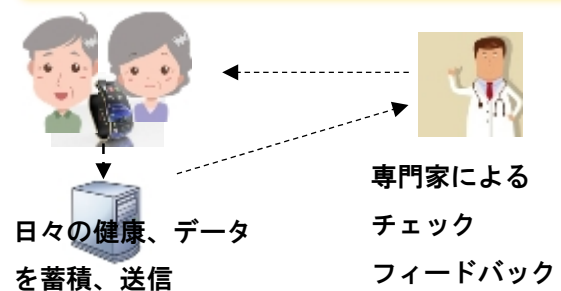 日々の健康、データ
を蓄積、送信
専門家による
チェック
フィードバック